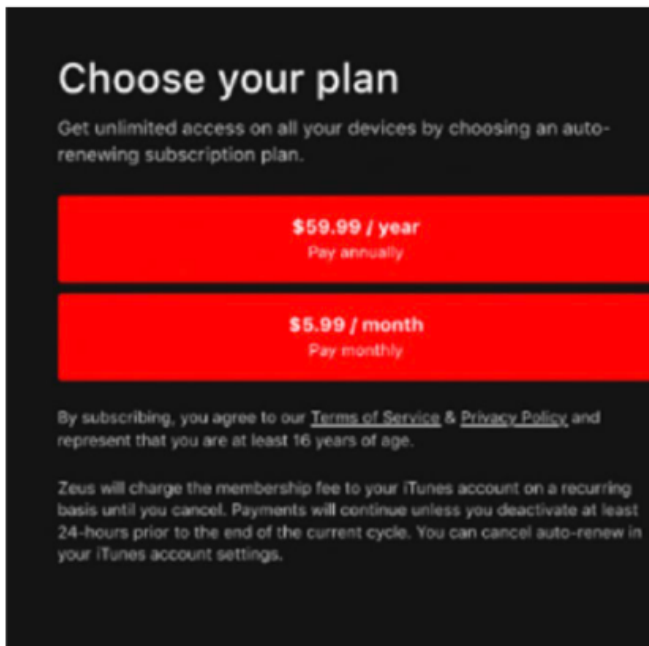 Choose your plan
Get unlimited access on all your devices by choosing an auto-
renewing subscription plan.
$59.99 / year
Pay annually
$5.99 / month
Pay monthly
By subscribing, you agree to our Terms of Service & Privacy Policy and
represent that you are at least 16 years of age.
Zeus will charge the membership fee to your iTunes account on a recurring
basis until you cancel. Payments will continue unless you deactivate at least
24-hours prior to the end of the current cycle. You can cancel auto-renew in
your iTunes account settings.